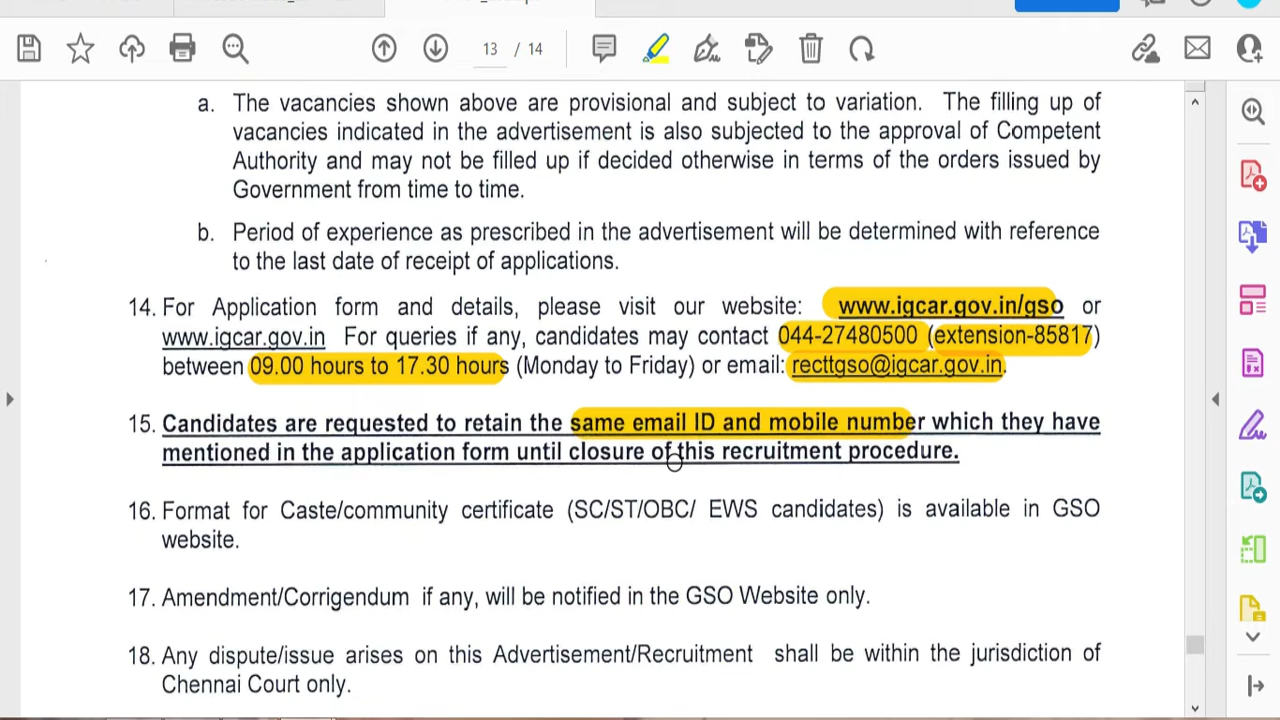 13 / 14
a. The vacancies shown above are provisional and subject to variation. The filling up of
vacancies indicated in the advertisement is also subjected to the approval of Competent
Authority and may not be filled up if decided otherwise in terms of the orders issued by
Government from time to time.
b. Period of experience as prescribed in the advertisement will be determined with reference
to the last date of receipt of applications.
14. For Application form and details, please visit our website: www.igcar.gov.in/gso or
www.igcar.gov.in For queries if any, candidates may contact 044-27480500 (extension-85817)
between 09.00 hours to 17.30 hours (Monday to Friday) or email: recttgso@igcar.gov.in.
15. Candidates are requested to retain the same email ID and mobile number which they have
mentioned in the application form until closure of this recruitment procedure.
16. Format for Caste/community certificate (SC/ST/OBC/ EWS candidates) is available in GSO
website.
17. Amendment/Corrigendum if any, will be notified in the GSO Website only.
18. Any dispute/issue arises on this Advertisement/Recruitment shall be within the jurisdiction of
Chennai Court only.